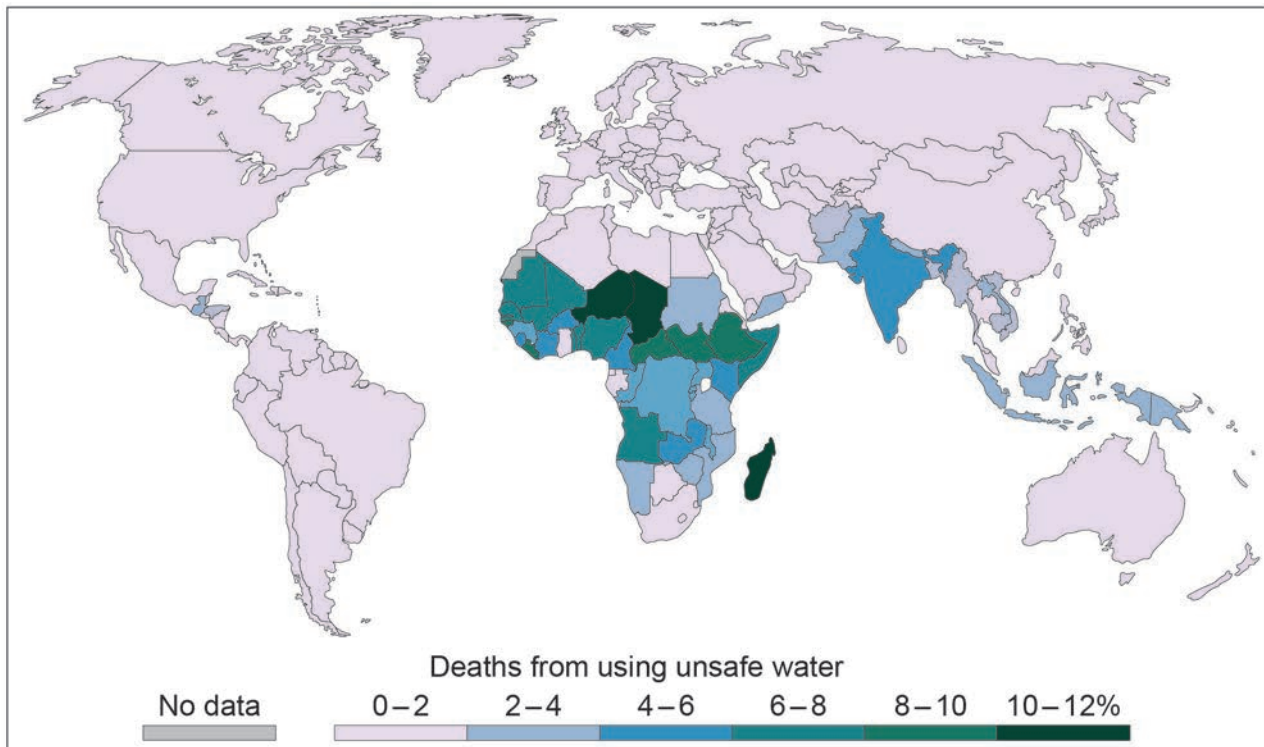 Deaths from using unsafe water
No data 0–2 2–4 4–6 6–8 8–10 10–12%